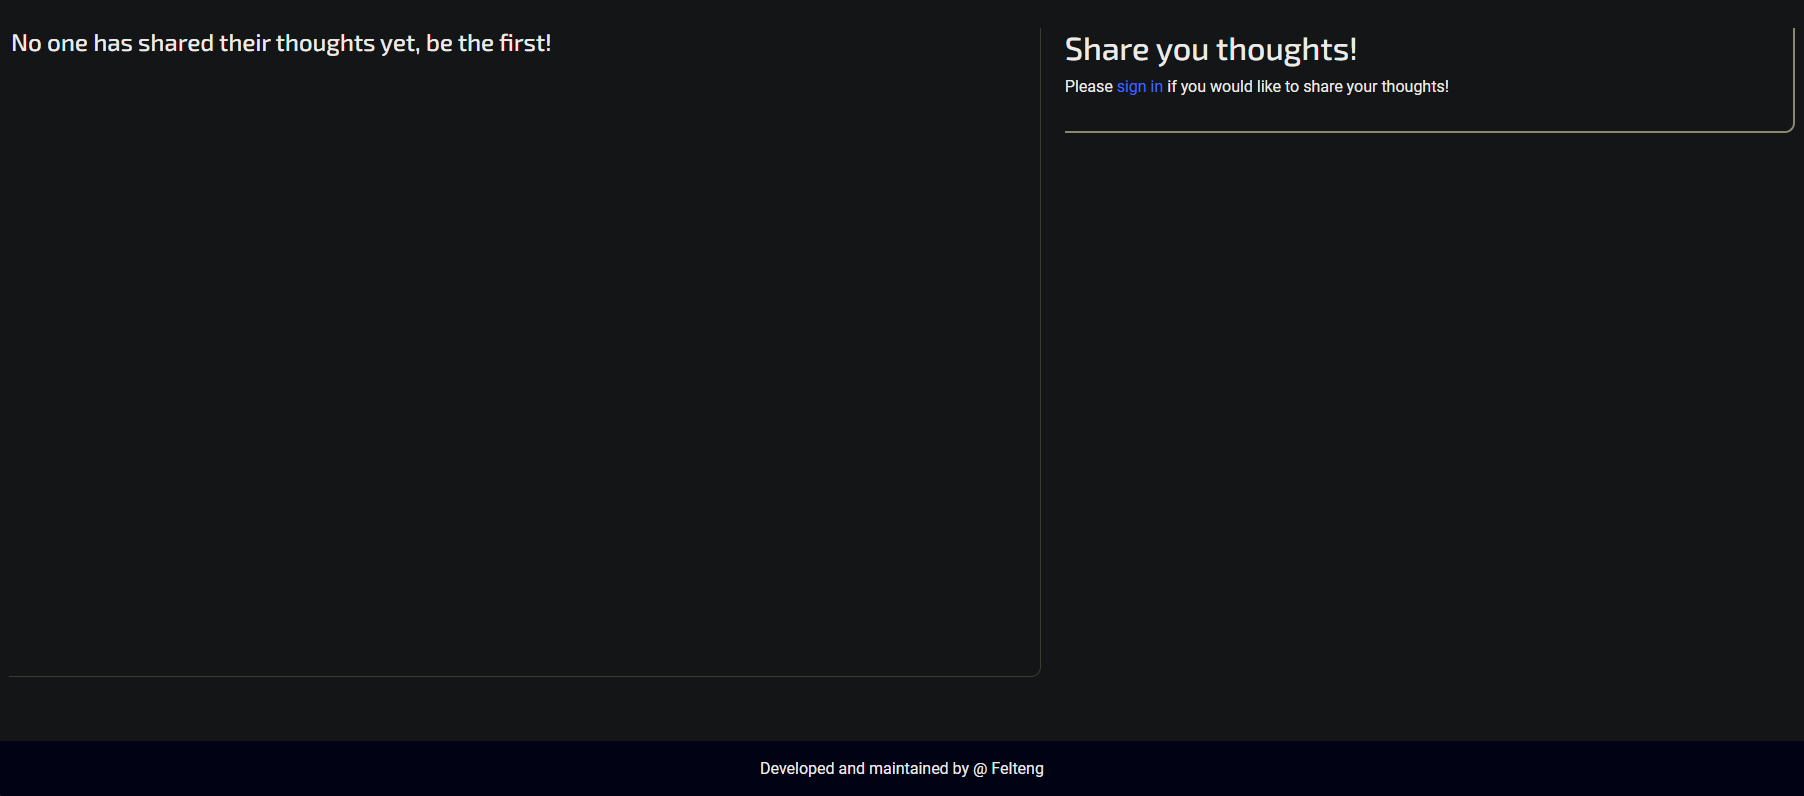 No one has shared their thoughts yet, be the first!
Share you thoughts!
Please sign in if you would like to share your thoughts!
Developed and maintained by @ Felteng